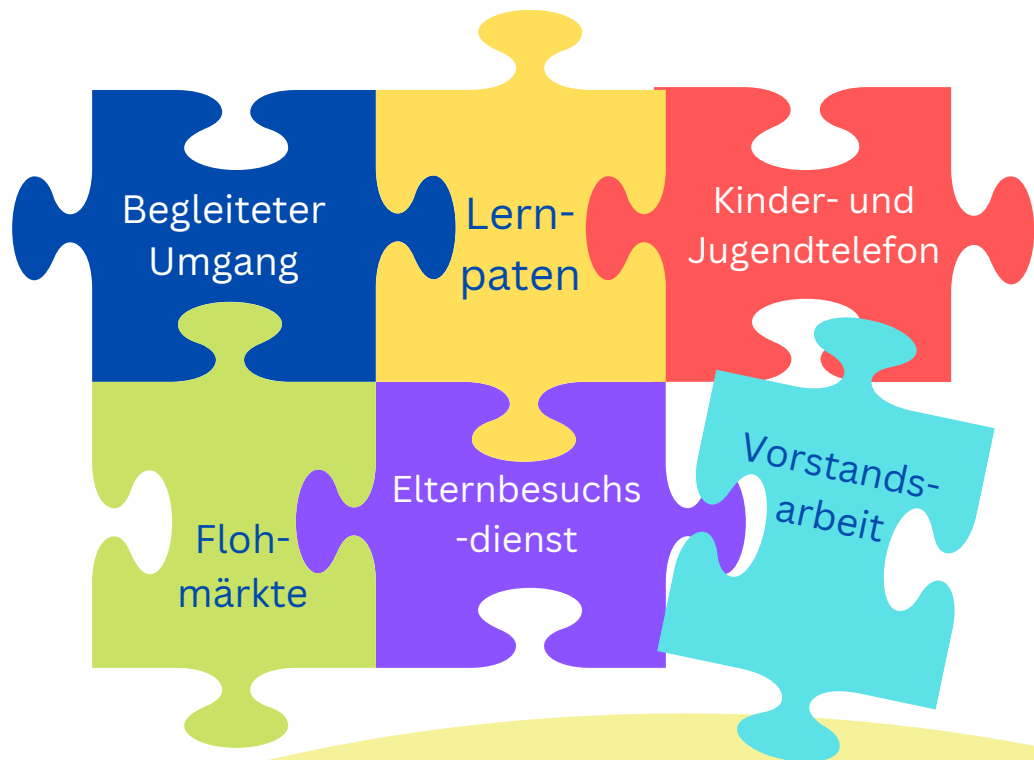 Begleiteter
Umgang
Lern-
paten
Kinder- und
Jugendtelefon
Floh-
märkte
Elternbesuchs
-dienst
Vorstands-
arbeit